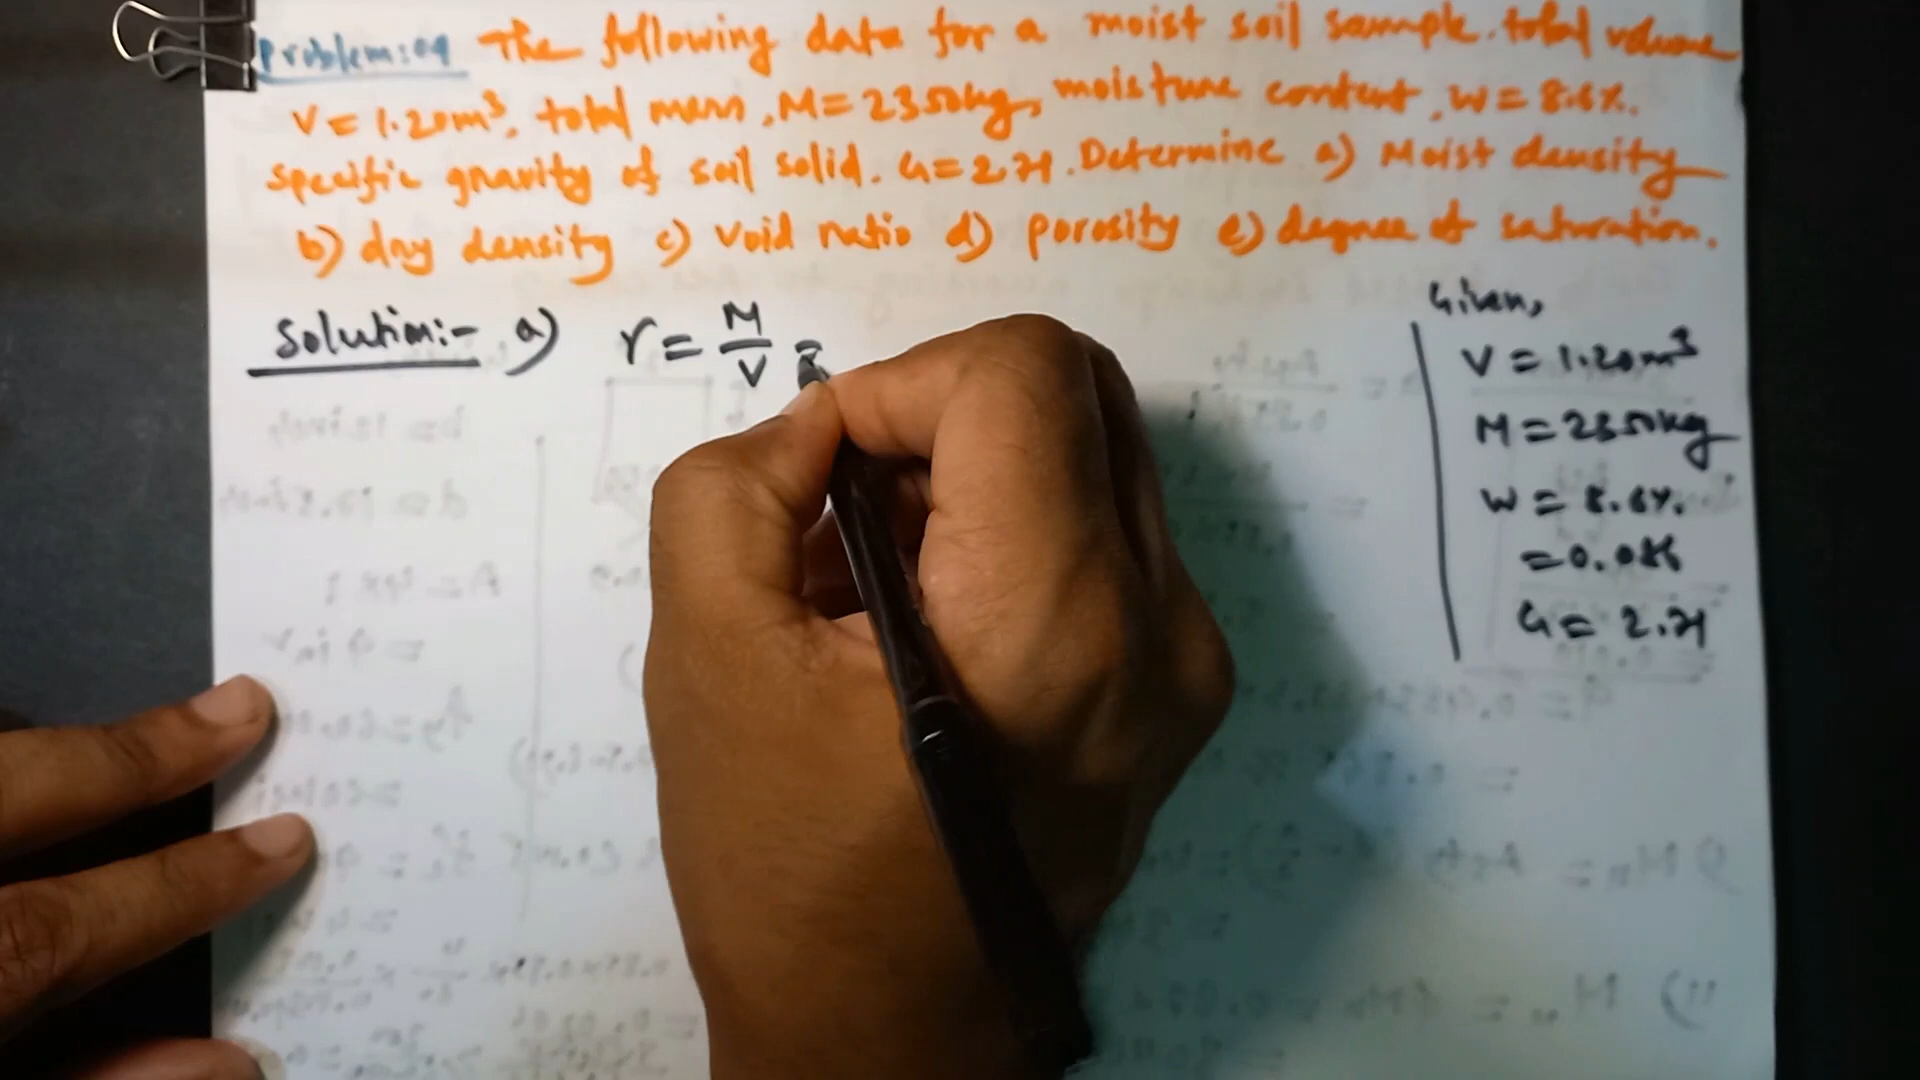 Problem:04 The following data for a moist soil sample. total volume
V = 1.20m³, total mass, M = 2350kg, moisture content, w = 8.6%.
specific gravity of soil solid. G = 2.71. Determine a) Moist density
b) dry density c) void ratio d) porosity e) degree of saturation.
Solution:- a) r = M/V =
Given,
V = 1.20m³
M = 2350kg
W = 8.6%.
= 0.086
G = 2.71